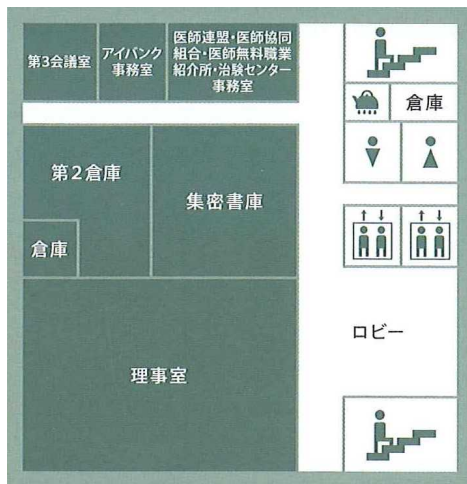 第3会議室
アイバンク
事務室
医師連盟・医師協同
組合・医師無料職業
紹介所・治験センター
事務室
倉庫
第2倉庫
集密書庫
倉庫
ロビー
理事室